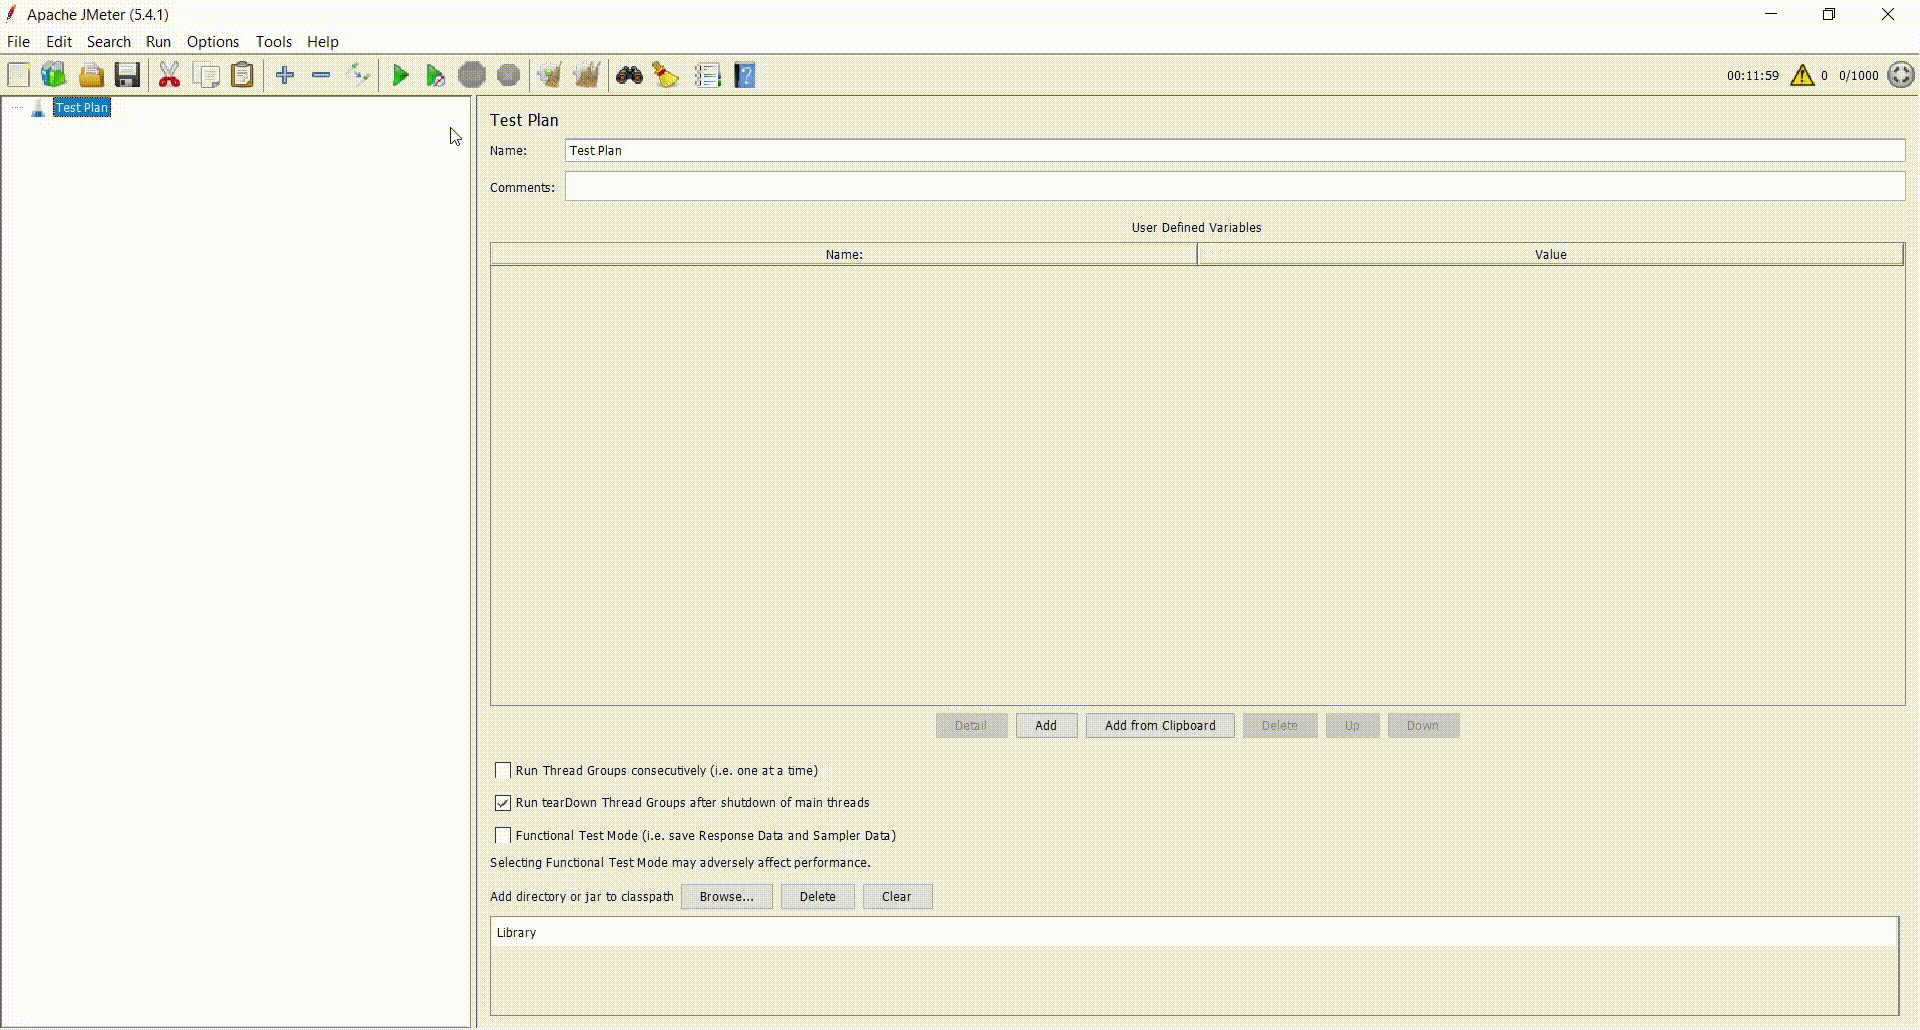 Apache JMeter (5.4.1)
File Edit Search Run Options Tools Help
00:11:59 0 0/1000
Test Plan
Test Plan
Name: Test Plan
Comments:
User Defined Variables
Name: Value
Detail Add Add from Clipboard Delete Up Down
Run Thread Groups consecutively (i.e. one at a time)
Run tearDown Thread Groups after shutdown of main threads
Functional Test Mode (i.e. save Response Data and Sampler Data)
Selecting Functional Test Mode may adversely affect performance.
Add directory or jar to classpath Browse... Delete Clear
Library